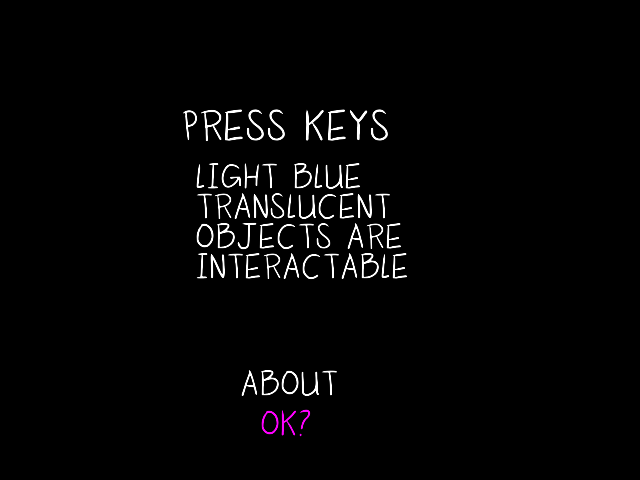 PRESS KEYS
LIGHT BLUE
TRANSLUCENT
OBJECTS ARE
INTERACTABLE
ABOUT
OK?